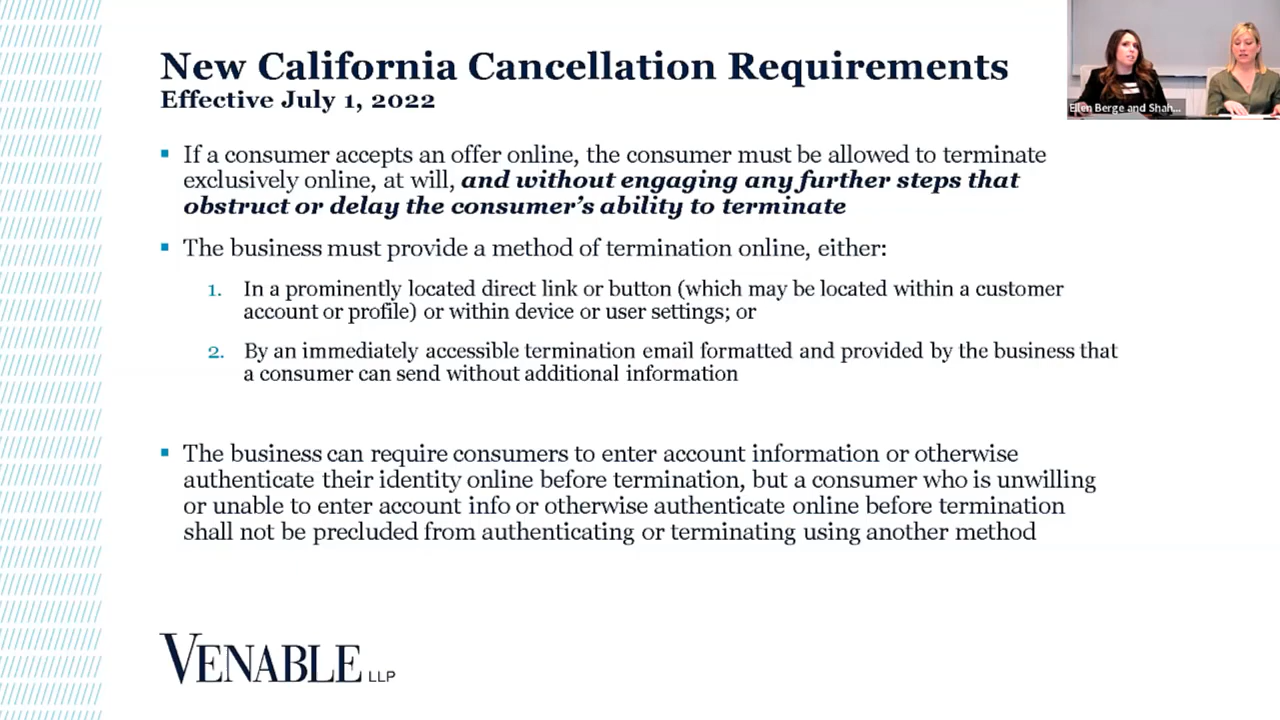 New California Cancellation Requirements
Effective July 1, 2022
Ellen Berge and Shah...
▪ If a consumer accepts an offer online, the consumer must be allowed to terminate
exclusively online, at will, and without engaging any further steps that
obstruct or delay the consumer’s ability to terminate
▪ The business must provide a method of termination online, either:
1. In a prominently located direct link or button (which may be located within a customer
account or profile) or within device or user settings; or
2. By an immediately accessible termination email formatted and provided by the business that
a consumer can send without additional information
▪ The business can require consumers to enter account information or otherwise
authenticate their identity online before termination, but a consumer who is unwilling
or unable to enter account info or otherwise authenticate online before termination
shall not be precluded from authenticating or terminating using another method
VENABLE LLP